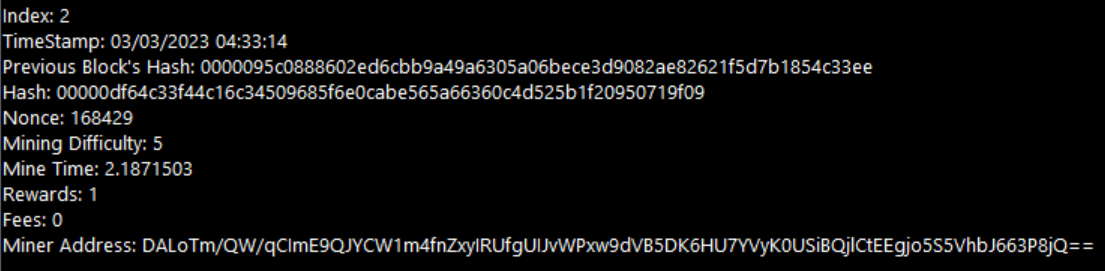 Index: 2
TimeStamp: 03/03/2023 04:33:14
Previous Block's Hash: 0000095c0888602ed6cbb9a49a6305a06bece3d9082ae82621f5d7b1854c33ee
Hash: 00000df64c33f44c16c34509685f6e0cabe565a66360c4d525b1f20950719f09
Nonce: 168429
Mining Difficulty: 5
Mine Time: 2.1871503
Rewards: 1
Fees: 0
Miner Address: DALoTm/QW/qCImE9QJYCW1m4fnZxyIRUfgUIJvWPxw9dVB5DK6HU7YVyK0USiBQjlCtEEgjo5S5VhbJ663P8jQ==